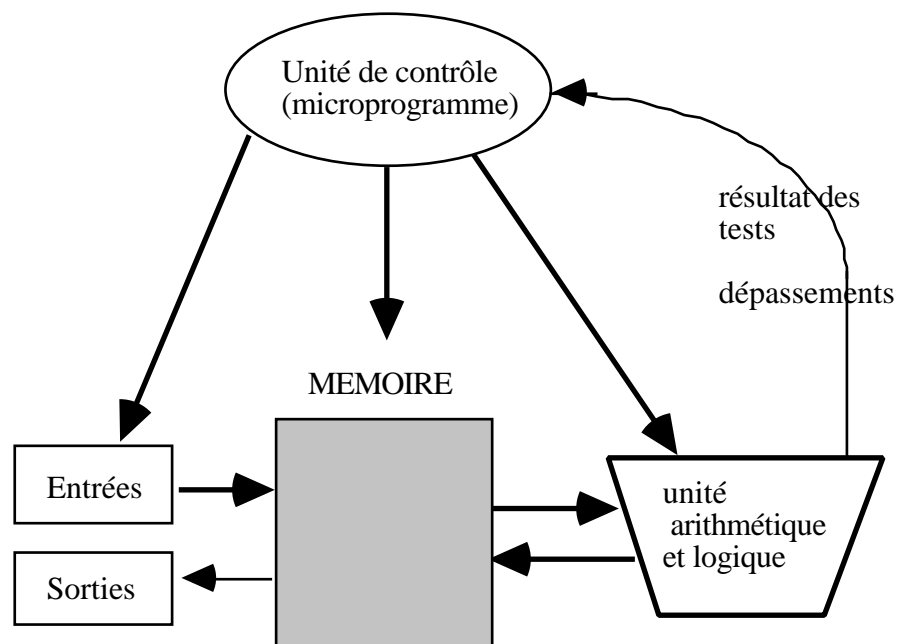 Unité de contrôle
(microprogramme)
résultat des
tests
dépassements
MEMOIRE
Entrées
Sorties
unité
arithmétique
et logique